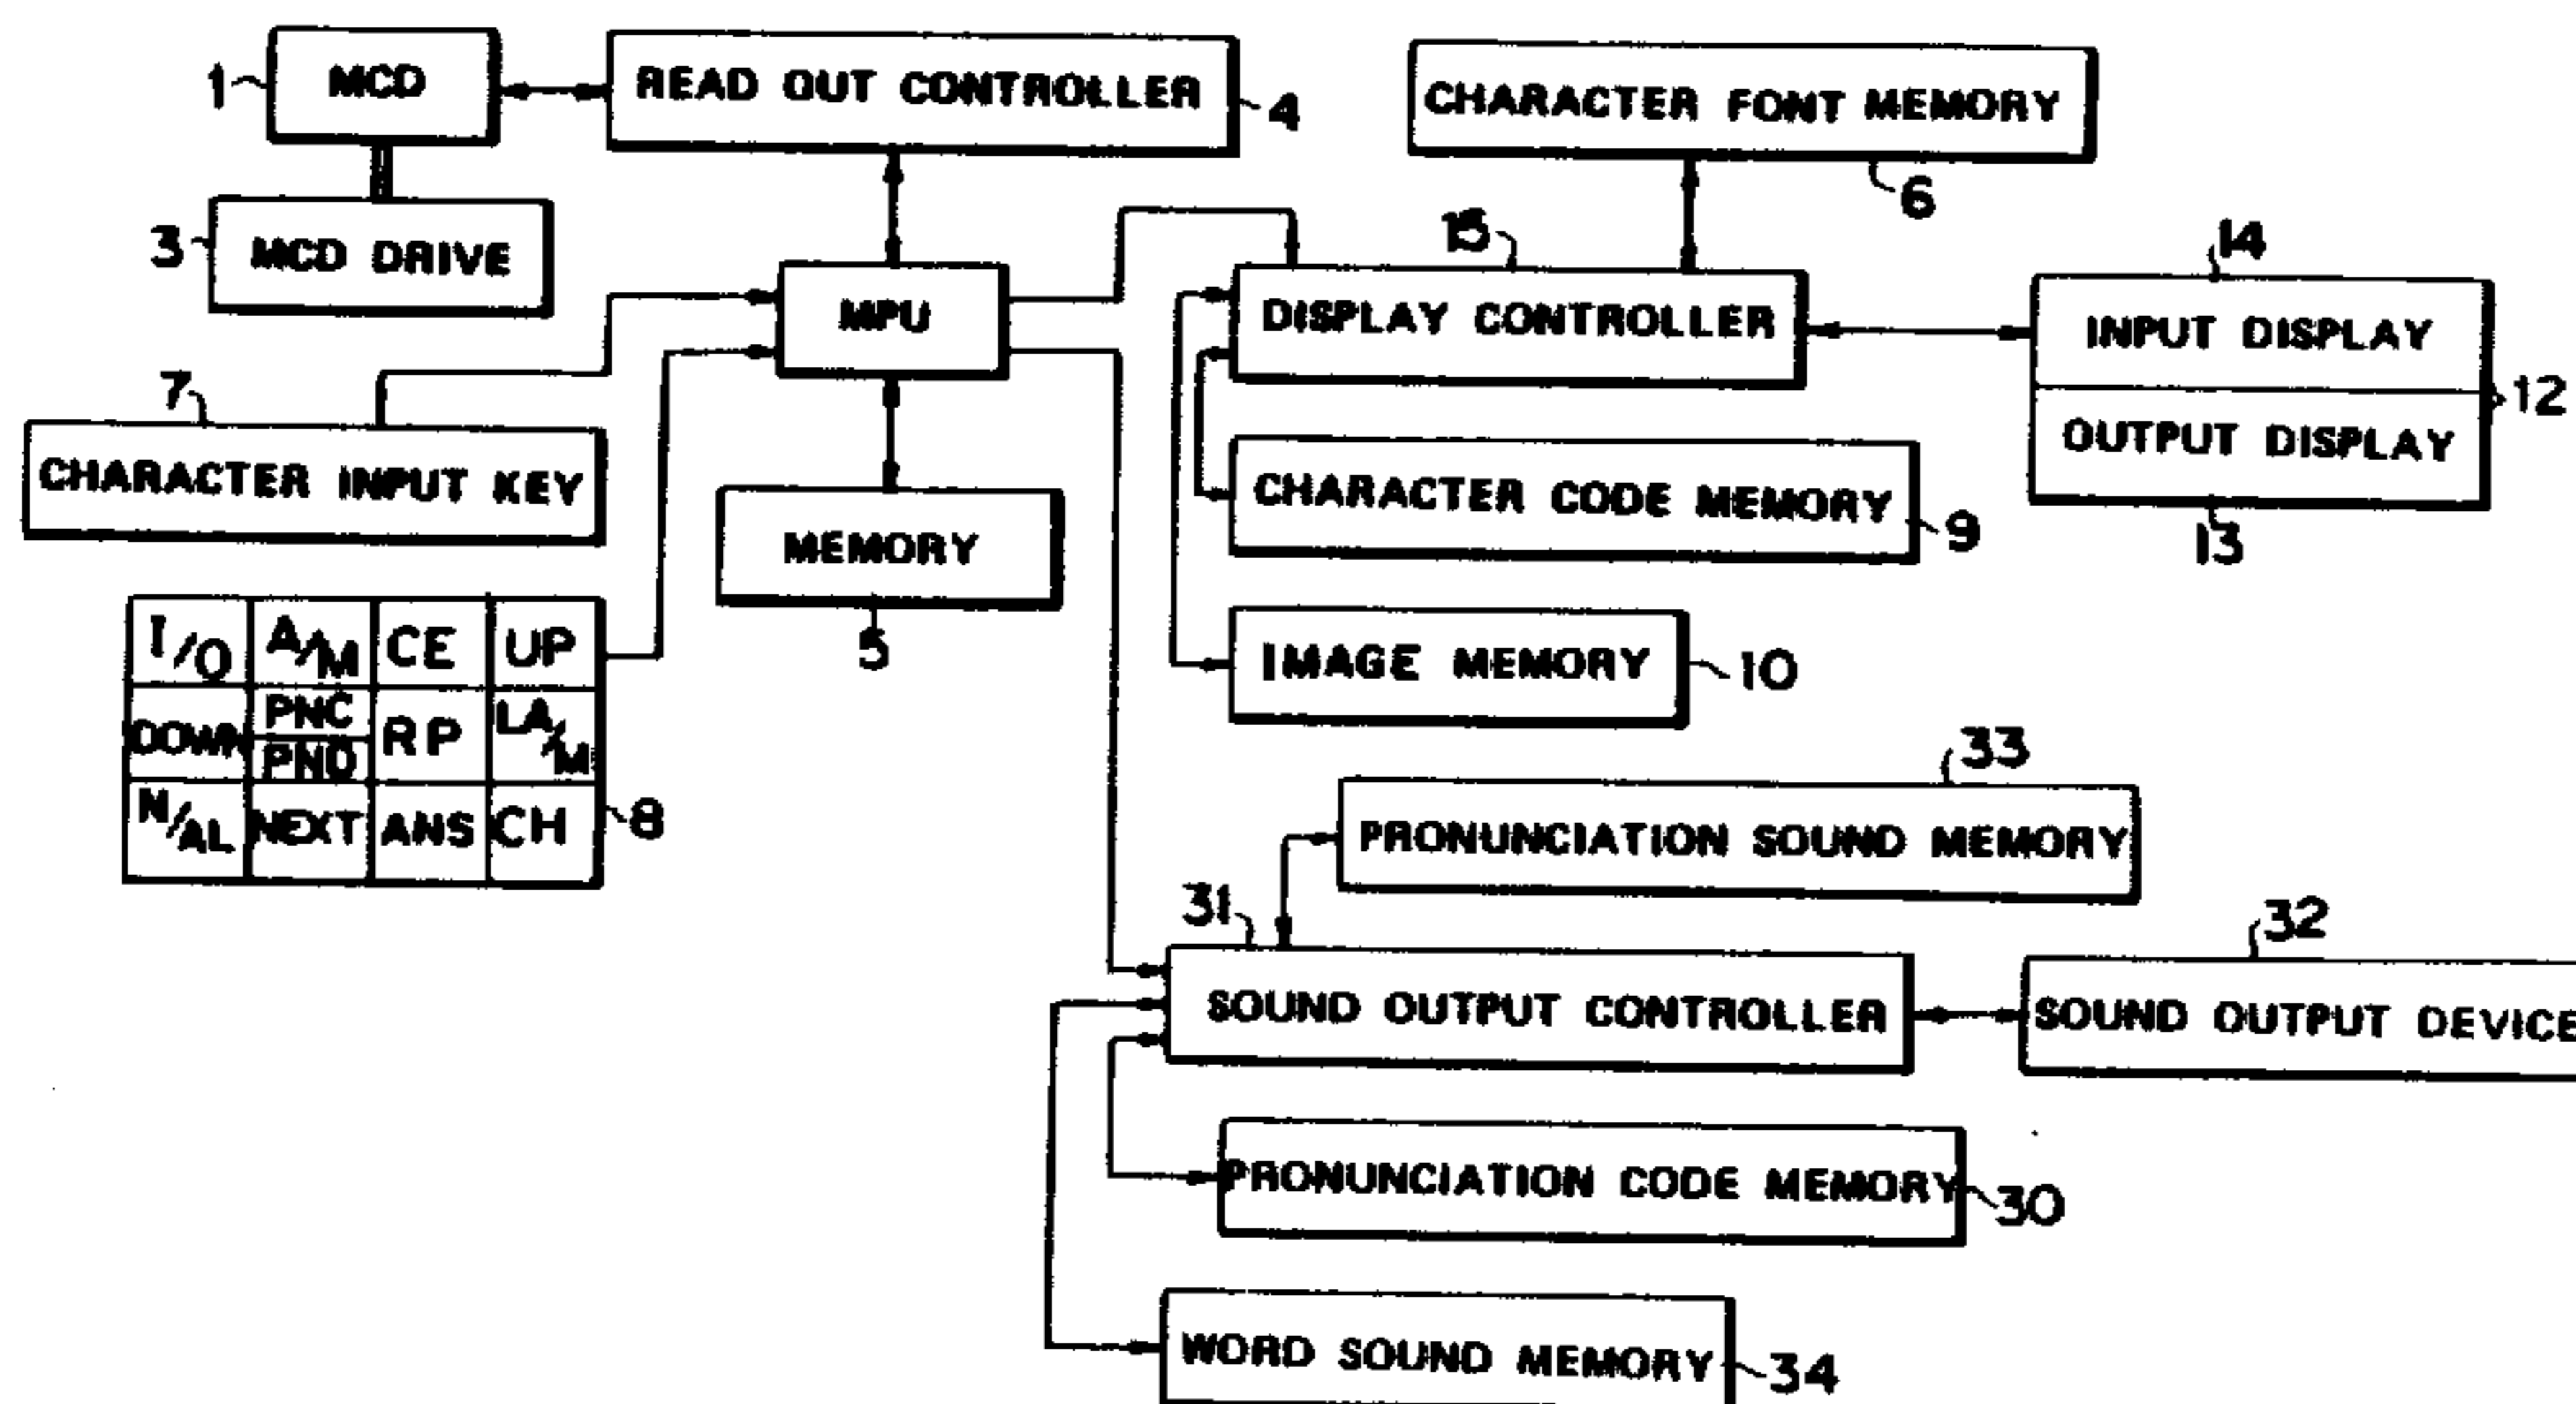 1
MCD
READ OUT CONTROLLER
4
CHARACTER FONT MEMORY
6
3
MCD DRIVE
MPU
15
DISPLAY CONTROLLER
14
INPUT DISPLAY
12
OUTPUT DISPLAY
13
7
CHARACTER INPUT KEY
MEMORY
5
CHARACTER CODE MEMORY
9
IMAGE MEMORY
10
I/O A/M CE UP
DOWN PNC PND RP LA/M
N/AL NEXT ANS CH
8
33
PRONUNCIATION SOUND MEMORY
31
SOUND OUTPUT CONTROLLER
32
SOUND OUTPUT DEVICE
PRONUNCIATION CODE MEMORY
30
WORD SOUND MEMORY
34